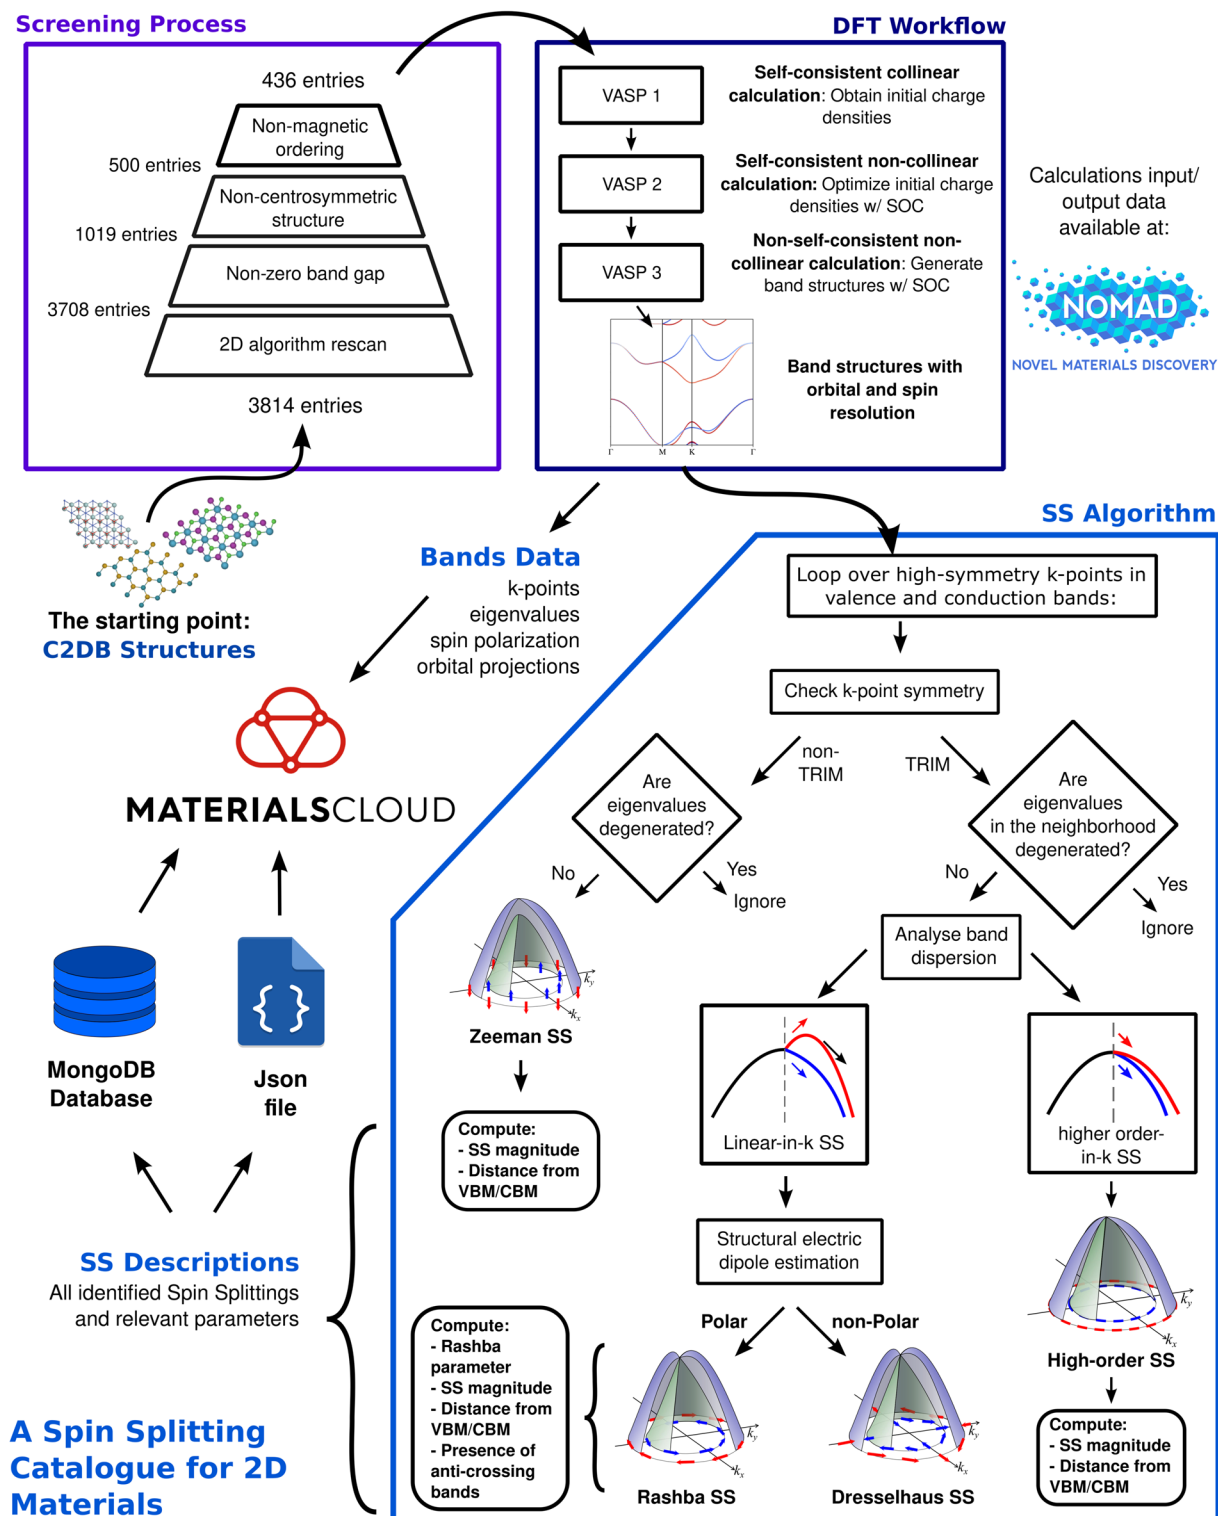 Screening Process
436 entries
Non-magnetic
ordering
500 entries
Non-centrosymmetric
structure
1019 entries
Non-zero band gap
3708 entries
2D algorithm rescan
3814 entries
The starting point:
C2DB Structures
DFT Workflow
VASP 1
Self-consistent collinear
calculation: Obtain initial charge
densities
VASP 2
Self-consistent non-collinear
calculation: Optimize initial charge
densities w/ SOC
VASP 3
Non-self-consistent non-
collinear calculation: Generate
band structures w/ SOC
Γ
M
K
Γ
Band structures with
orbital and spin
resolution
Calculations input/
output data
available at:
NOMAD
NOVEL MATERIALS DISCOVERY
Bands Data
k-points
eigenvalues
spin polarization
orbital projections
MATERIALSCLOUD
MongoDB
Database
Json
file
SS Descriptions
All identified Spin Splittings
and relevant parameters
A Spin Splitting
Catalogue for 2D
Materials
SS Algorithm
Loop over high-symmetry k-points in
valence and conduction bands:
Check k-point symmetry
non-
TRIM
TRIM
Are
eigenvalues
degenerated?
No
Yes
Ignore
Are
eigenvalues
in the neighborhood
degenerated?
No
Yes
Ignore
ky
kx
Zeeman SS
Compute:
- SS magnitude
- Distance from
VBM/CBM
Analyse band
dispersion
Linear-in-k SS
higher order-
in-k SS
Structural electric
dipole estimation
Polar
non-Polar
Compute:
- Rashba
parameter
- SS magnitude
- Distance from
VBM/CBM
- Presence of
anti-crossing
bands
ky
kx
Rashba SS
ky
kx
Dresselhaus SS
ky
kx
High-order SS
Compute:
- SS magnitude
- Distance from
VBM/CBM